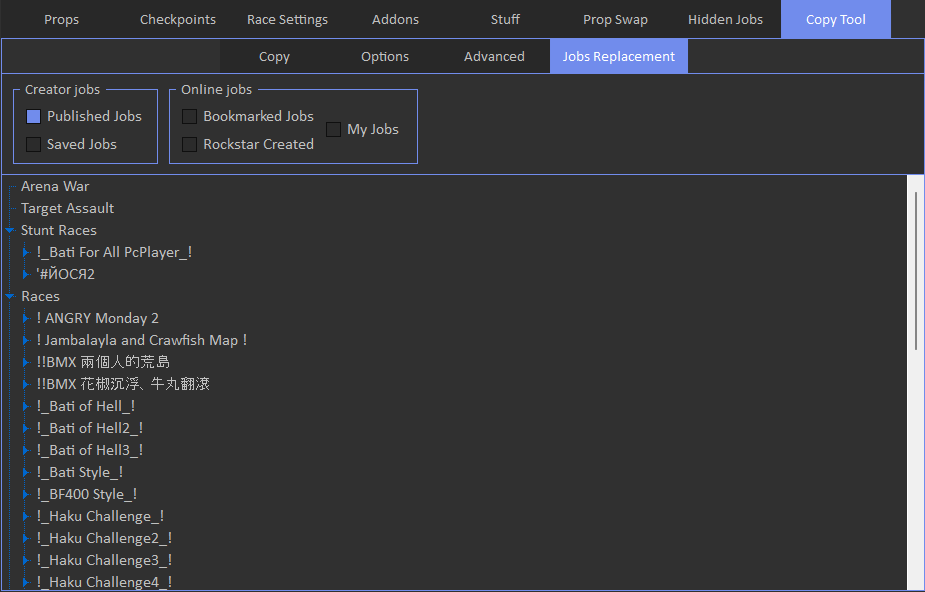 Props Checkpoints Race Settings Addons Stuff Prop Swap Hidden Jobs Copy Tool
Copy Options Advanced Jobs Replacement
Creator jobs
Published Jobs
Saved Jobs
Online jobs
Bookmarked Jobs
Rockstar Created
My Jobs
Arena War
Target Assault
Stunt Races
!_Bati For All PcPlayer_!
'#ЙОСЯ2
Races
! ANGRY Monday 2
! Jambalayla and Crawfish Map !
!!BMX 兩個人的荒島
!!BMX 花椒沉浮、牛丸翻滾
!_Bati of Hell_!
!_Bati of Hell2_!
!_Bati of Hell3_!
!_Bati Style_!
!_BF400 Style_!
!_Haku Challenge_!
!_Haku Challenge2_!
!_Haku Challenge3_!
!_Haku Challenge4_!